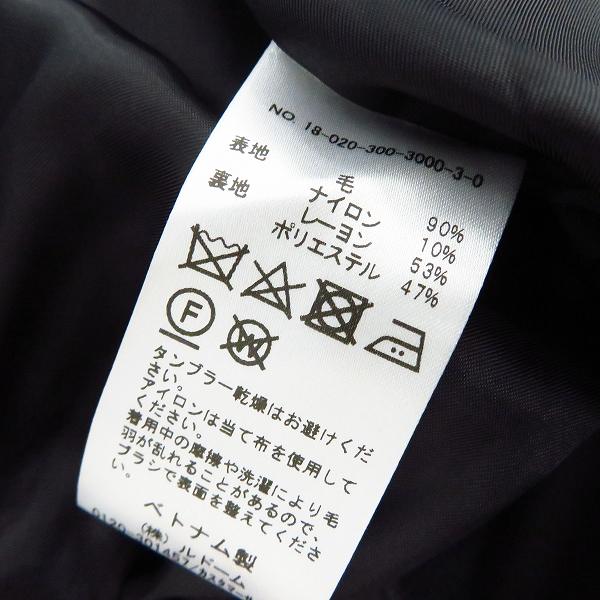 NO. 18-020-300-3000-3-0
表地 毛 90%
ナイロン 10%
裏地 レーヨン 53%
ポリエステル 47%
F
W
タンブラー乾燥はお避けくだ
さい。
アイロンは当て布を使用して
ください。
着用中の摩擦や洗濯により毛
羽が乱れることがあるので、
ブラシで表面を整えてくださ
い。
ベトナム製
(株)ルドーム